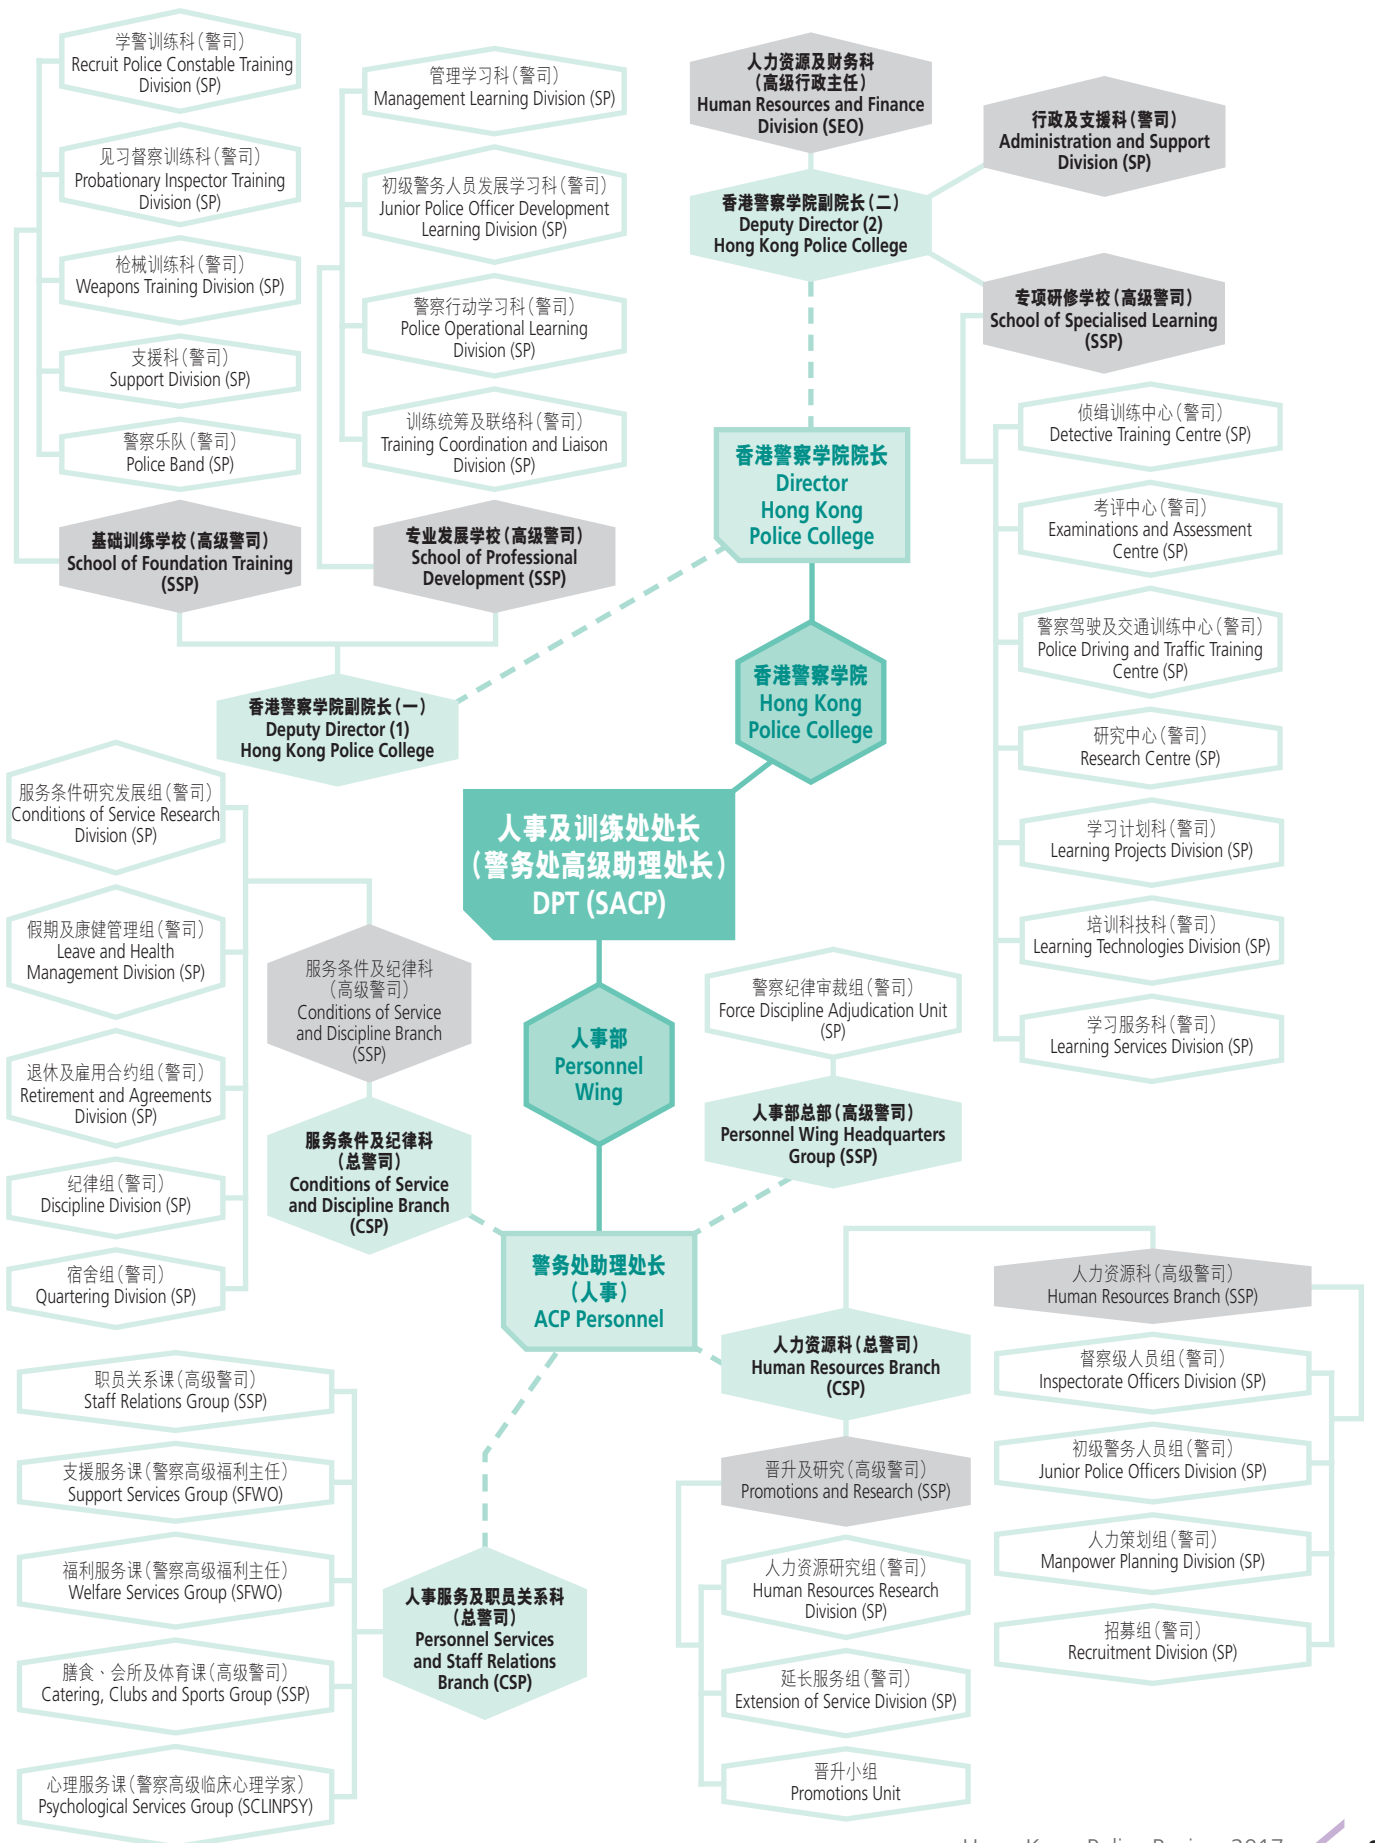 学警训练科(警司)
Recruit Police Constable Training
Division (SP)
见习督察训练科(警司)
Probationary Inspector Training
Division (SP)
枪械训练科(警司)
Weapons Training Division (SP)
支援科(警司)
Support Division (SP)
警察乐队(警司)
Police Band (SP)
基础训练学校(高级警司)
School of Foundation Training
(SSP)
管理学习科(警司)
Management Learning Division (SP)
初级警务人员发展学习科(警司)
Junior Police Officer Development
Learning Division (SP)
警察行动学习科(警司)
Police Operational Learning
Division (SP)
训练统筹及联络科(警司)
Training Coordination and Liaison
Division (SP)
专业发展学校(高级警司)
School of Professional
Development (SSP)
香港警察学院副院长(一)
Deputy Director (1)
Hong Kong Police College
人力资源及财务科
(高级行政主任)
Human Resources and Finance
Division (SEO)
行政及支援科(警司)
Administration and Support
Division (SP)
香港警察学院副院长(二)
Deputy Director (2)
Hong Kong Police College
专项研修学校(高级警司)
School of Specialised Learning
(SSP)
侦缉训练中心(警司)
Detective Training Centre (SP)
考评中心(警司)
Examinations and Assessment
Centre (SP)
警察驾驶及交通训练中心(警司)
Police Driving and Traffic Training
Centre (SP)
研究中心(警司)
Research Centre (SP)
学习计划科(警司)
Learning Projects Division (SP)
培训科技科(警司)
Learning Technologies Division (SP)
学习服务科(警司)
Learning Services Division (SP)
香港警察学院院长
Director
Hong Kong
Police College
香港警察学院
Hong Kong
Police College
人事及训练处处长
(警务处高级助理处长)
DPT (SACP)
人事部
Personnel
Wing
服务条件研究发展组(警司)
Conditions of Service Research
Division (SP)
假期及康健管理组(警司)
Leave and Health
Management Division (SP)
退休及雇用合约组(警司)
Retirement and Agreements
Division (SP)
纪律组(警司)
Discipline Division (SP)
宿舍组(警司)
Quartering Division (SP)
服务条件及纪律科
(高级警司)
Conditions of Service
and Discipline Branch
(SSP)
服务条件及纪律科
(总警司)
Conditions of Service
and Discipline Branch
(CSP)
警察纪律审裁组(警司)
Force Discipline Adjudication Unit
(SP)
人事部总部(高级警司)
Personnel Wing Headquarters
Group (SSP)
警务处助理处长
(人事)
ACP Personnel
人力资源科(总警司)
Human Resources Branch
(CSP)
人力资源科(高级警司)
Human Resources Branch (SSP)
督察级人员组(警司)
Inspectorate Officers Division (SP)
初级警务人员组(警司)
Junior Police Officers Division (SP)
人力策划组(警司)
Manpower Planning Division (SP)
招募组(警司)
Recruitment Division (SP)
晋升及研究(高级警司)
Promotions and Research (SSP)
人力资源研究组(警司)
Human Resources Research
Division (SP)
延长服务组(警司)
Extension of Service Division (SP)
晋升小组
Promotions Unit
职员关系课(高级警司)
Staff Relations Group (SSP)
支援服务课(警察高级福利主任)
Support Services Group (SFWO)
福利服务课(警察高级福利主任)
Welfare Services Group (SFWO)
膳食、会所及体育课(高级警司)
Catering, Clubs and Sports Group (SSP)
心理服务课(警察高级临床心理学家)
Psychological Services Group (SCLINPSY)
人事服务及职员关系科
(总警司)
Personnel Services
and Staff Relations
Branch (CSP)